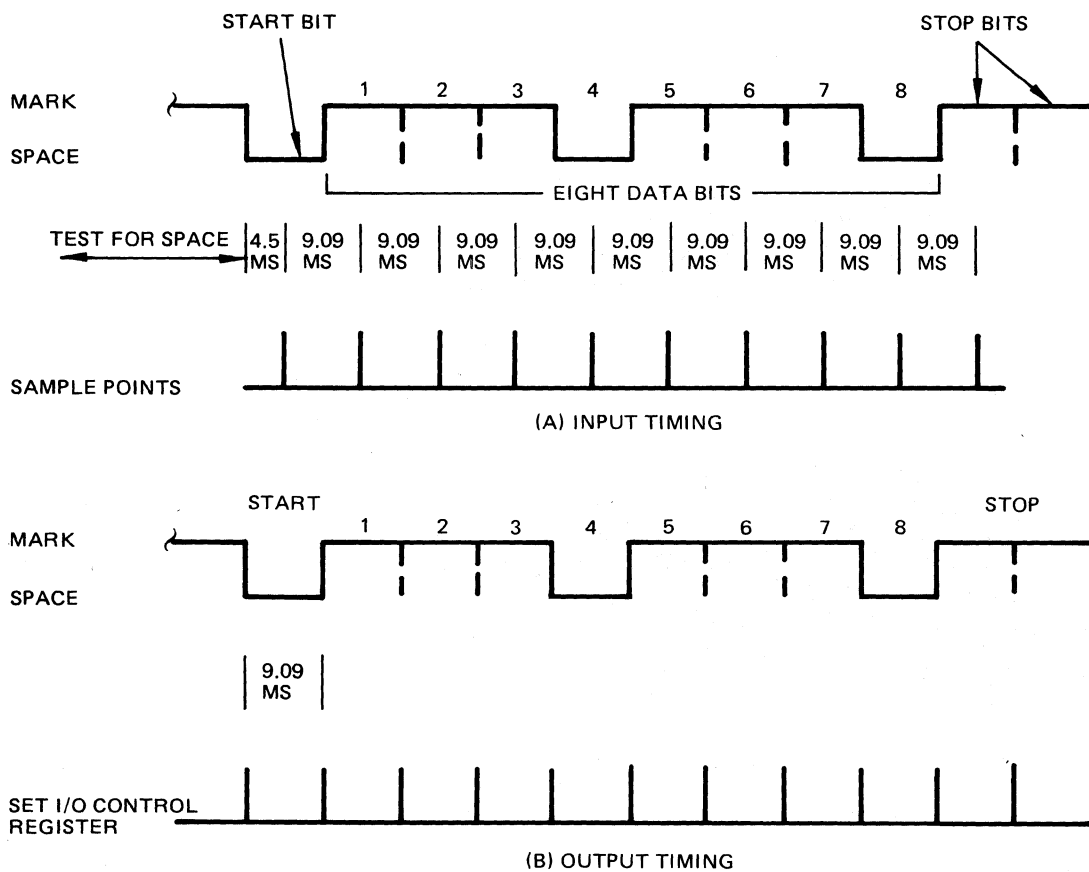 START BIT
STOP BITS
1 2 3 4 5 6 7 8
MARK
SPACE
EIGHT DATA BITS
TEST FOR SPACE
4.5 MS
9.09 MS
9.09 MS
9.09 MS
9.09 MS
9.09 MS
9.09 MS
9.09 MS
9.09 MS
9.09 MS
SAMPLE POINTS
(A) INPUT TIMING
START
STOP
1 2 3 4 5 6 7 8
MARK
SPACE
9.09
MS
SET I/O CONTROL
REGISTER
(B) OUTPUT TIMING